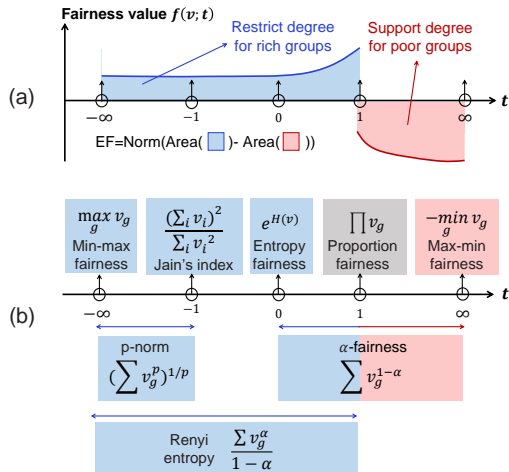 Fairness value f(v; t)
Restrict degree
for rich groups
Support degree
for poor groups
(a)
−∞ −1 0 1 ∞ t
EF=Norm(Area( )- Area( ))
max_g v_g
Min-max
fairness
(∑_i v_i)^2 / ∑_i v_i^2
Jain's index
e^{H(v)}
Entropy
fairness
∏ v_g
Proportion
fairness
−min_g v_g
Max-min
fairness
(b)
−∞ −1 0 1 ∞ t
p-norm
(∑ v_g^p)^{1/p}
α-fairness
∑ v_g^{1−α}
Renyi
entropy
∑ v_g^α / 1 − α